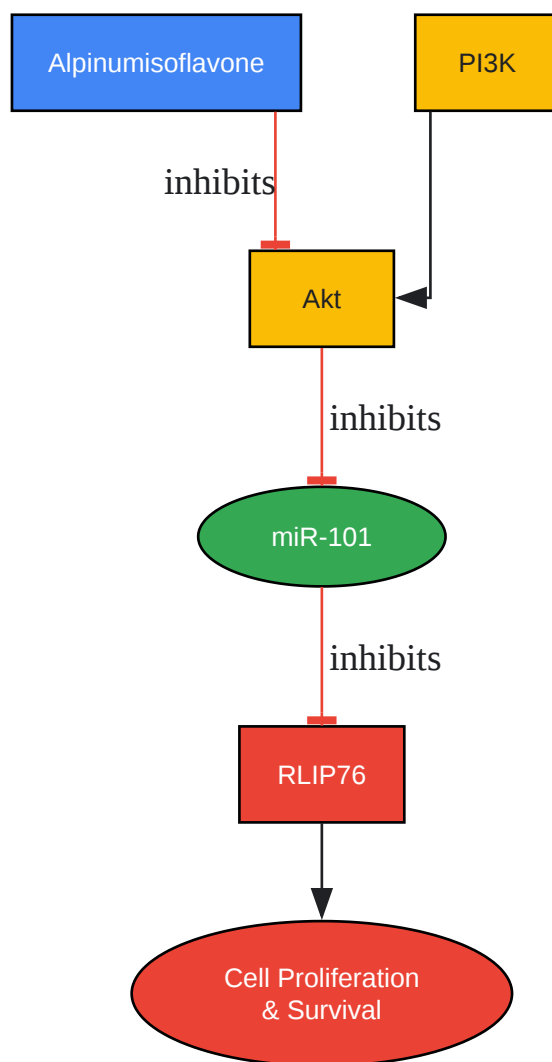 Alpinumisoflavone
PI3K
inhibits
Akt
inhibits
miR-101
inhibits
RLIP76
Cell Proliferation
& Survival